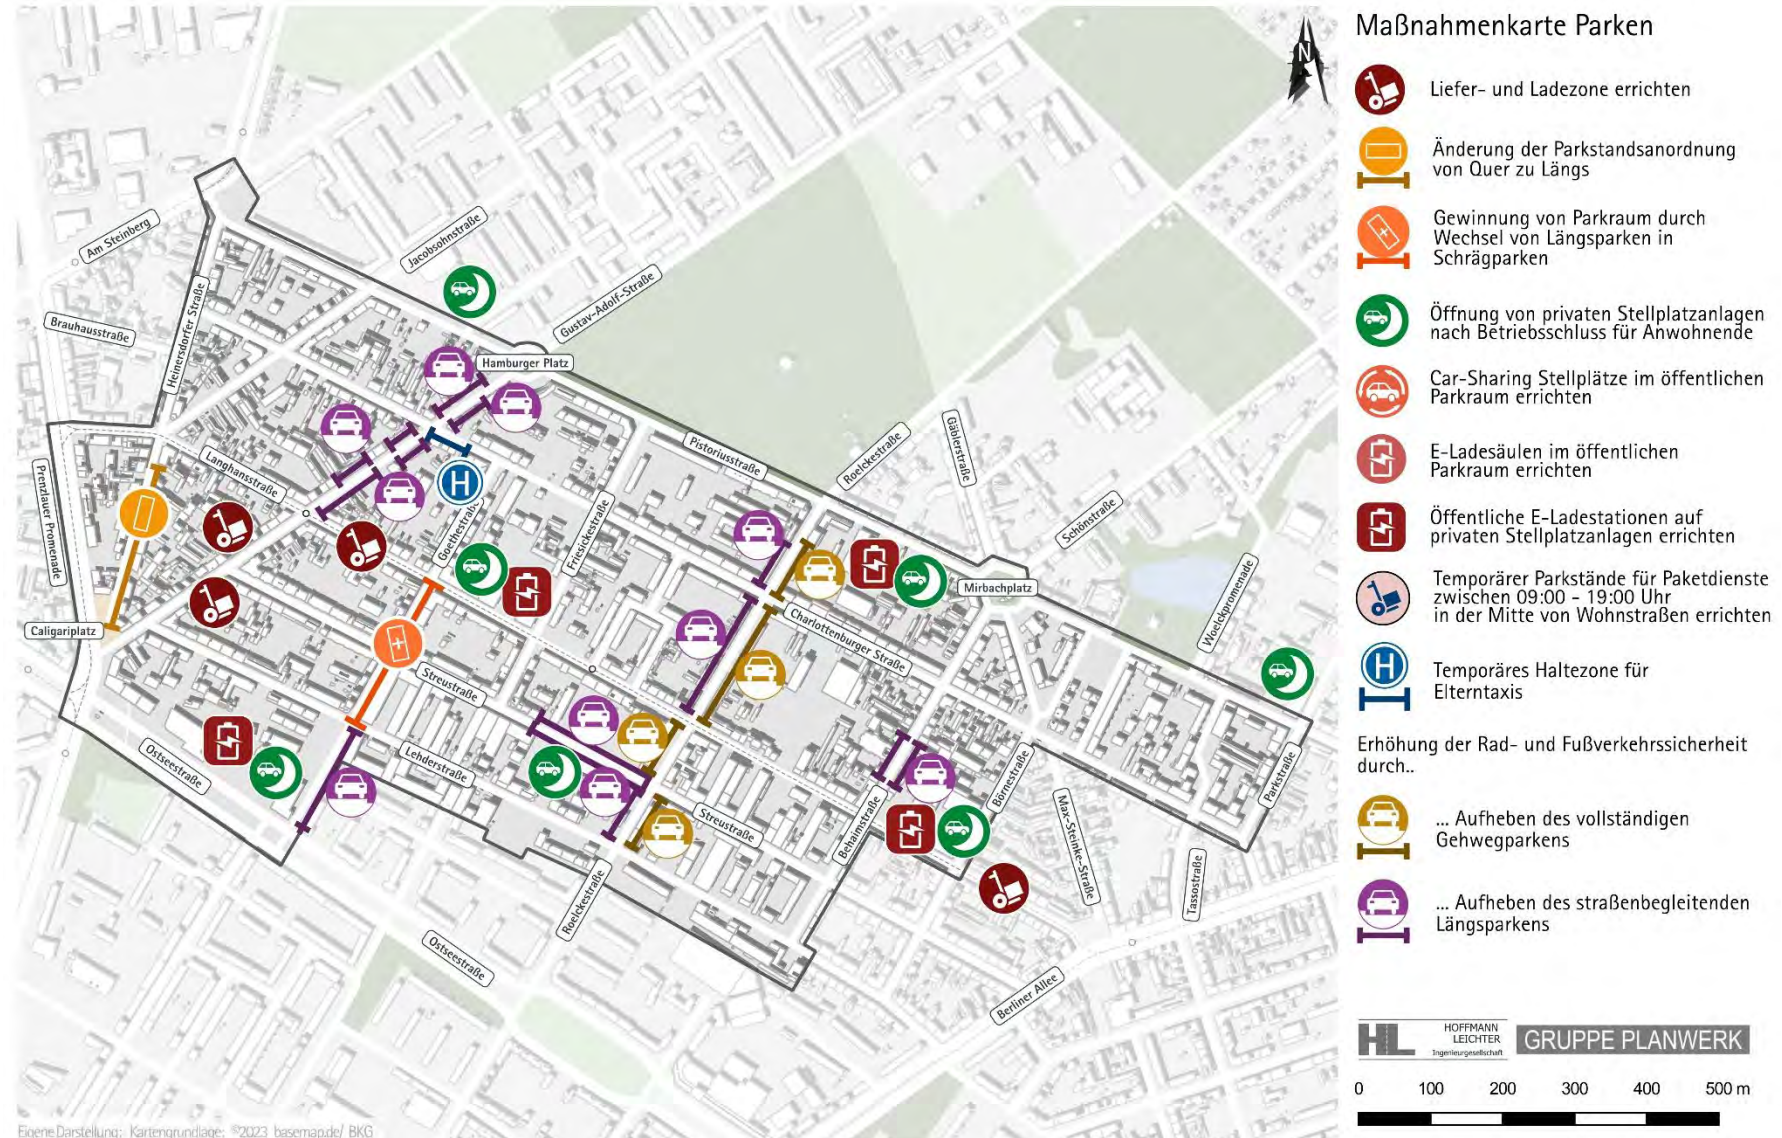 Maßnahmenkarte Parken
Liefer- und Ladezone errichten
Änderung der Parkstandsanordnung
von Quer zu Längs
Gewinnung von Parkraum durch
Wechsel von Längsparken in
Schrägparken
Öffnung von privaten Stellplatzanlagen
nach Betriebsschluss für Anwohnende
Car-Sharing Stellplätze im öffentlichen
Parkraum errichten
E-Ladesäulen im öffentlichen
Parkraum errichten
Öffentliche E-Ladestationen auf
privaten Stellplatzanlagen errichten
Temporärer Parkstände für Paketdienste
zwischen 09:00 - 19:00 Uhr
in der Mitte von Wohnstraßen errichten
H
Temporäres Haltezone für
Elterntaxis
Erhöhung der Rad- und Fußverkehrssicherheit
durch..
... Aufheben des vollständigen
Gehwegparkens
... Aufheben des straßenbegleitenden
Längsparkens
HL
HOFFMANN
LEICHTER
Ingenieurgesellschaft
GRUPPE PLANWERK
0 100 200 300 400 500 m
N
Am Steinberg
Jacobsohnstraße
Gustav-Adolf-Straße
Brauhausstraße
Heinersdorfer Straße
Hamburger Platz
Prenzlauer Promenade
Langhansstraße
H
Goethestraße
Friesickestraße
Pistoriusstraße
Roelckestraße
Gäblerstraße
Schönstraße
Mirbachplatz
Woelckpromenade
Caligariplatz
Charlottenburger Straße
Streustraße
Ostseestraße
Lehderstraße
Streustraße
Behaimstraße
Börnestraße
Parkstraße
Max-Steinke-Straße
Tassostraße
Roelckestraße
Ostseestraße
Berliner Allee
Eigene Darstellung; Kartengrundlage: ©2023 basemap.de/ BKG